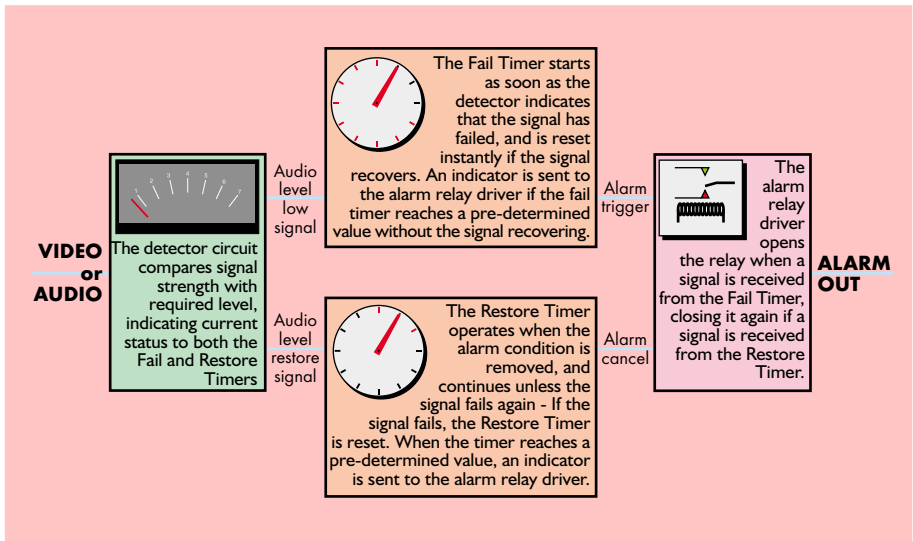 VIDEO
or
AUDIO
1 2 3 4 5 6 7
The detector circuit
compares signal
strength with
required level,
indicating current
status to both the
Fail and Restore
Timers
Audio
level
low
signal
Audio
level
restore
signal
The Fail Timer starts
as soon as the
detector indicates
that the signal has
failed, and is reset
instantly if the signal
recovers. An indicator is sent to
the alarm relay driver if the fail
timer reaches a pre-determined
value without the signal recovering.
The Restore Timer
operates when the
alarm condition is
removed, and
continues unless the
signal fails again - If the
signal fails, the Restore Timer
is reset. When the timer reaches a
pre-determined value, an indicator
is sent to the alarm relay driver.
Alarm
trigger
Alarm
cancel
The
alarm
relay
driver
opens
the relay when a
signal is received
from the Fail Timer,
closing it again if a
signal is received
from the Restore
Timer.
ALARM
OUT